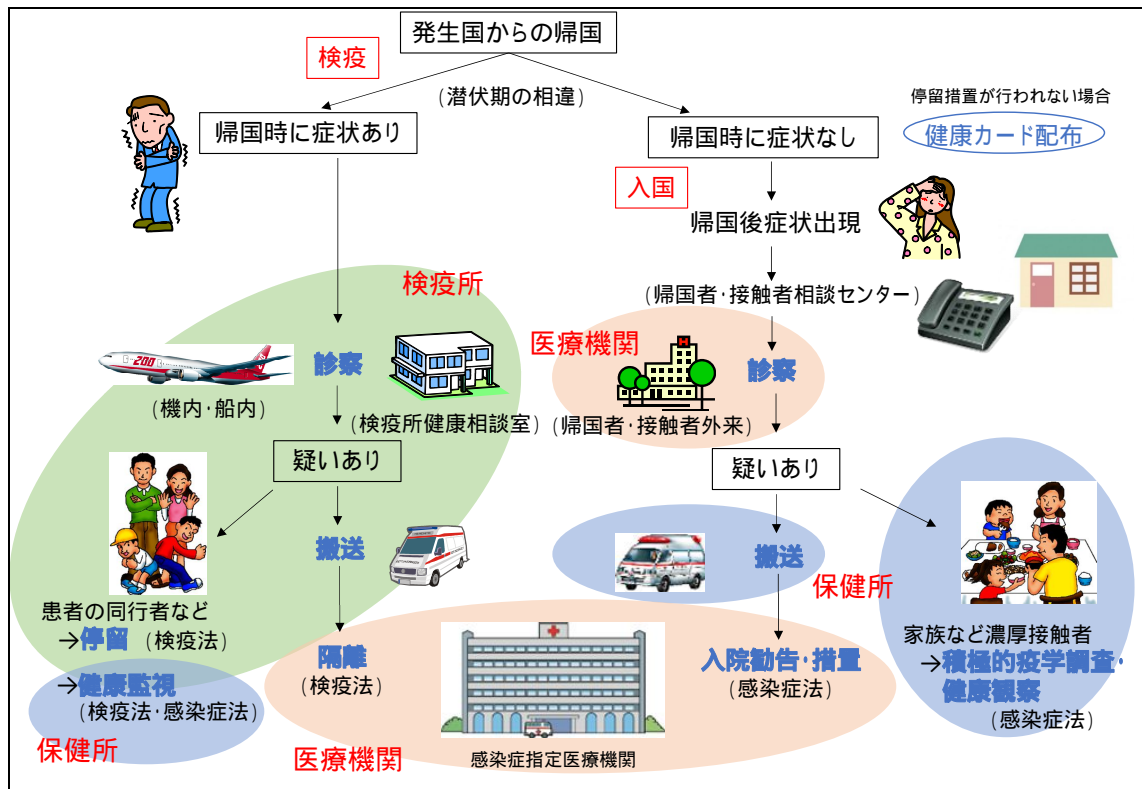 発生国からの帰国
検疫
(潜伏期の相違)
停留措置が行われない場合
健康カード配布
帰国時に症状あり
帰国時に症状なし
入国
帰国後症状出現
検疫所
(帰国者・接触者相談センター)
医療機関
200
診察
診察
(機内・船内)
(検疫所健康相談室)
(帰国者・接触者外来)
H
疑いあり
疑いあり
搬送
搬送
保健所
患者の同行者など
→停留 (検疫法)
→健康監視
(検疫法・感染症法)
保健所
隔離
(検疫法)
医療機関
感染症指定医療機関
入院勧告・措置
(感染症法)
家族など濃厚接触者
→積極的疫学調査・
健康観察
(感染症法)